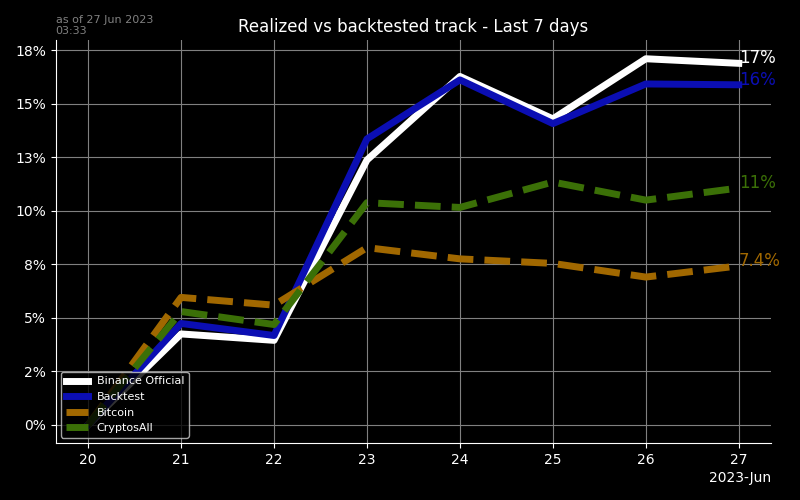 as of 27 Jun 2023
03:33
Realized vs backtested track - Last 7 days
18%
15%
13%
10%
8%
5%
2%
0%
17%
16%
11%
7.4%
Binance Official
Backtest
Bitcoin
CryptosAll
20 21 22 23 24 25 26 27
2023-Jun